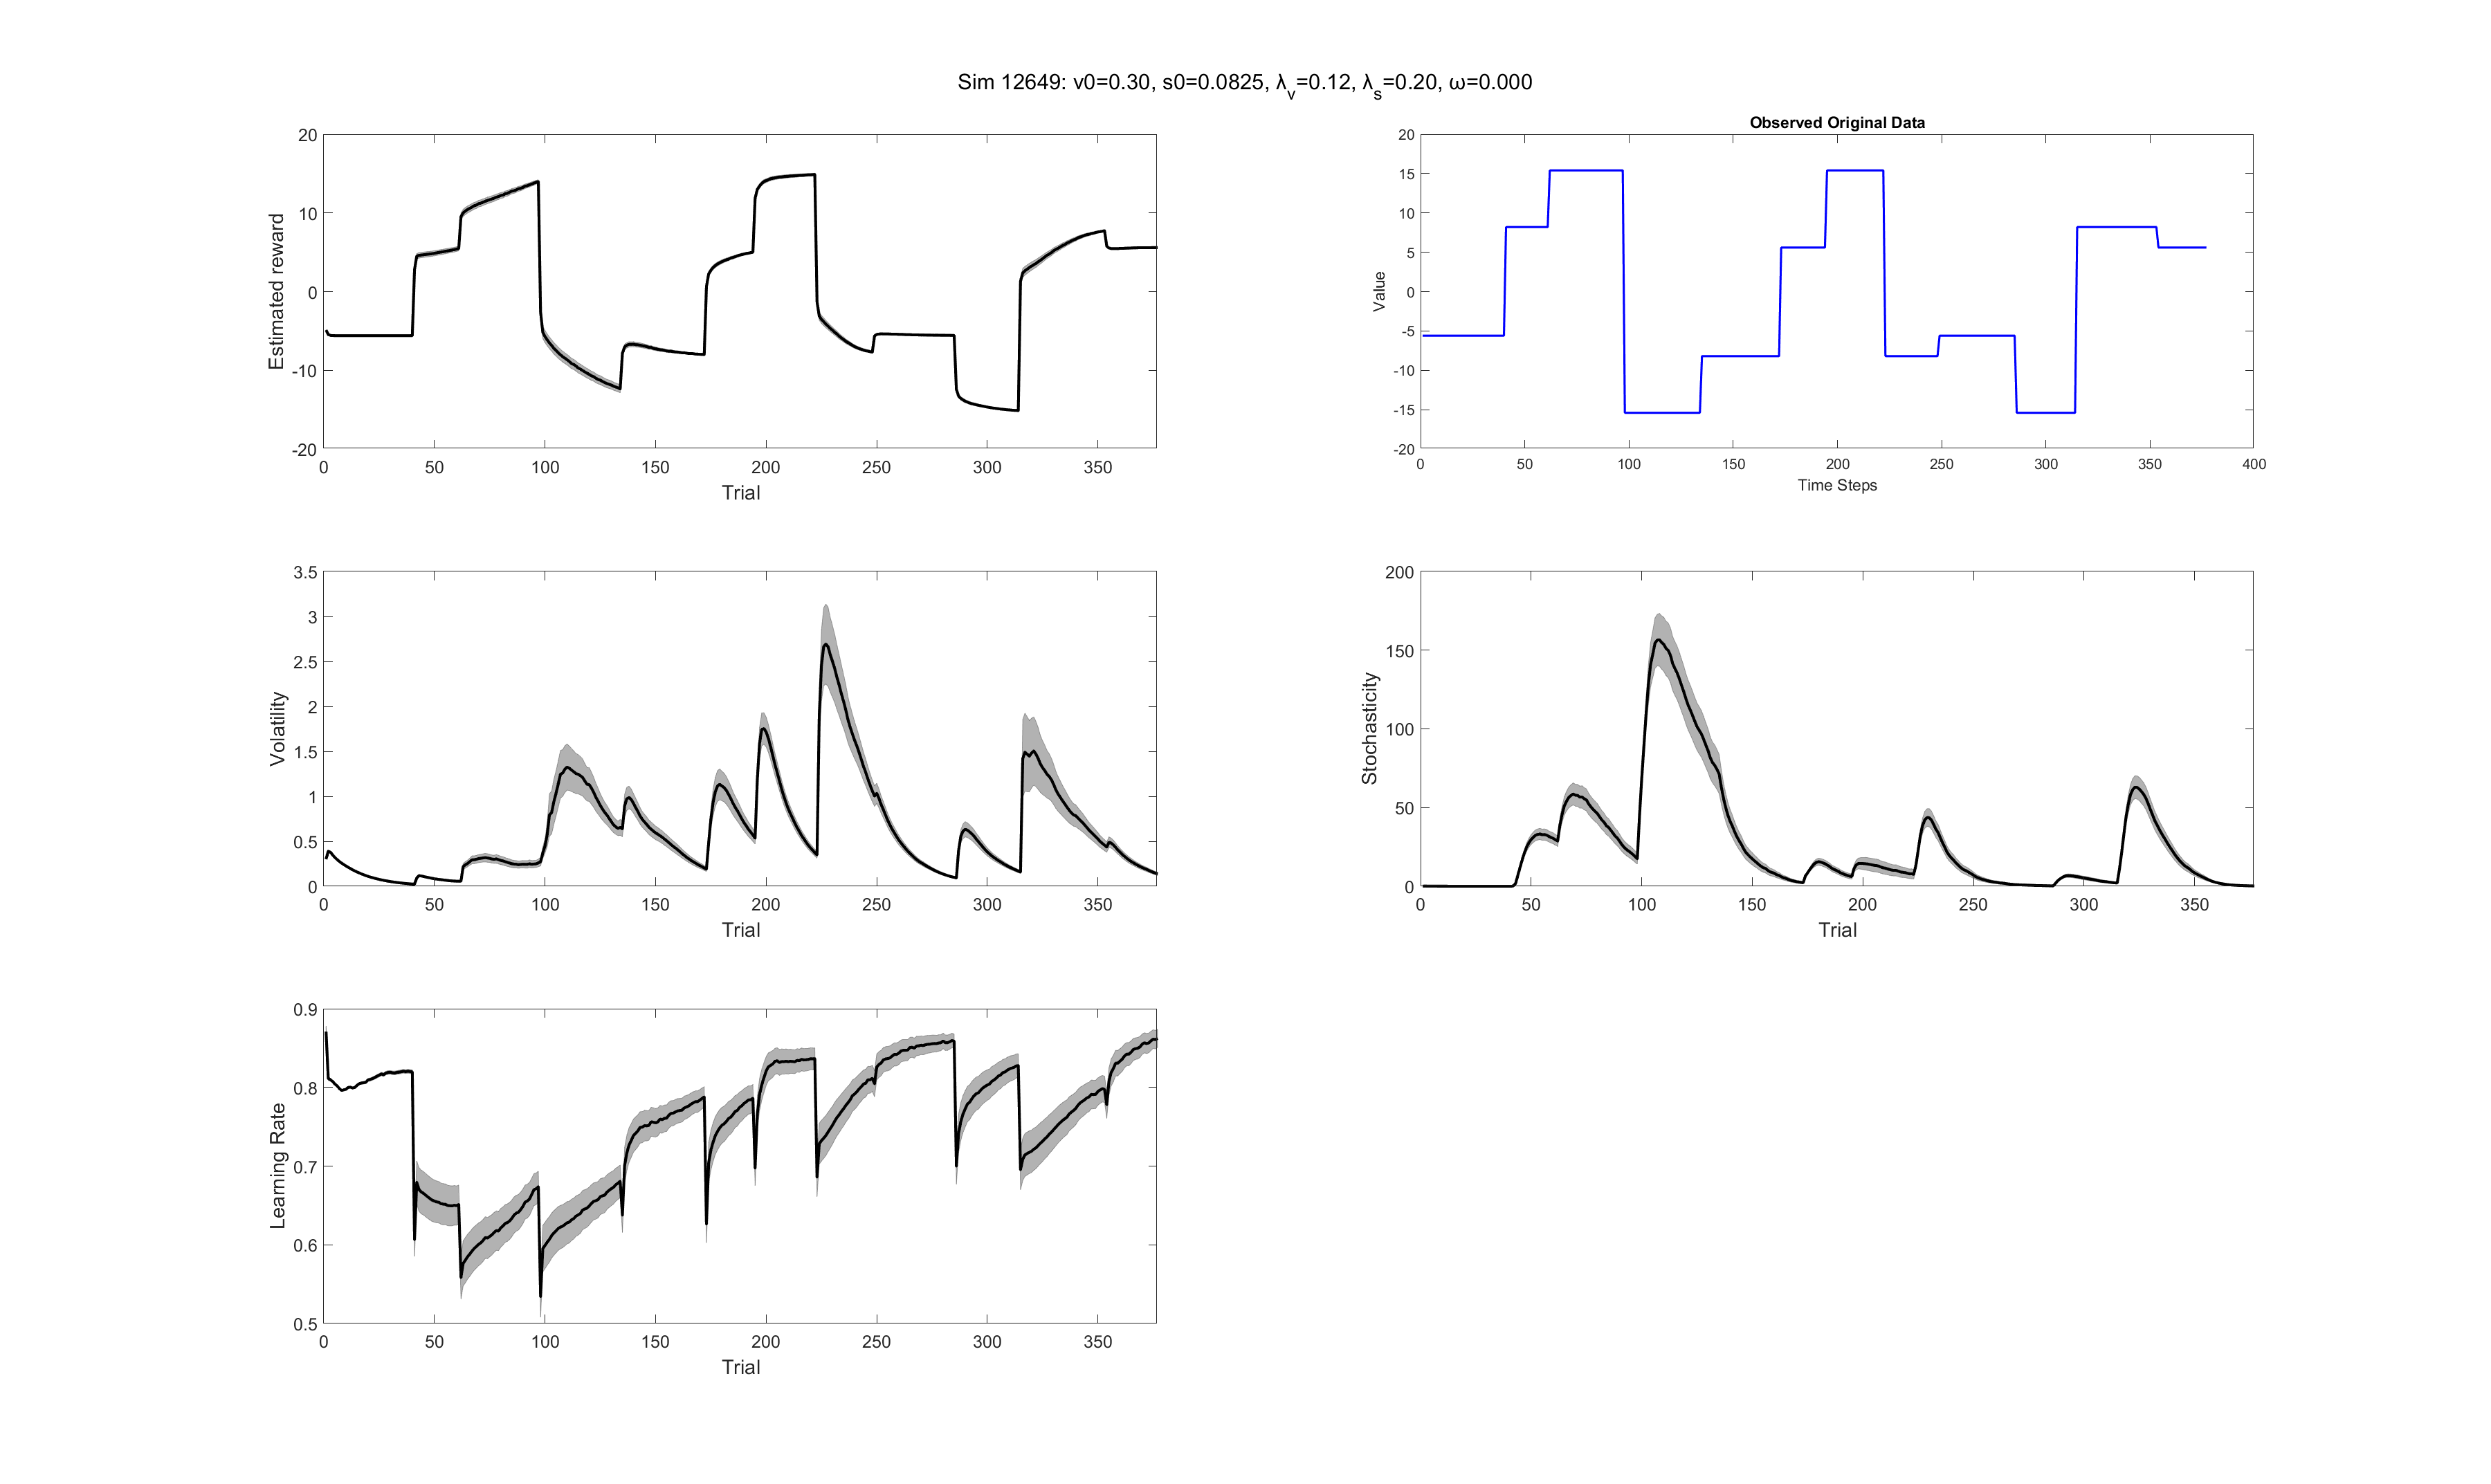 Sim 12649: v0=0.30, s0=0.0825, λv=0.12, λs=0.20, ω=0.000
Estimated reward
20
10
0
-10
-20
0 50 100 150 200 250 300 350
Trial
Observed Original Data
Value
20
15
10
5
0
-5
-10
-15
-20
0 50 100 150 200 250 300 350 400
Time Steps
Volatility
3.5
3
2.5
2
1.5
1
0.5
0
0 50 100 150 200 250 300 350
Trial
Stochasticity
200
150
100
50
0
0 50 100 150 200 250 300 350
Trial
Learning Rate
0.9
0.8
0.7
0.6
0.5
0 50 100 150 200 250 300 350
Trial